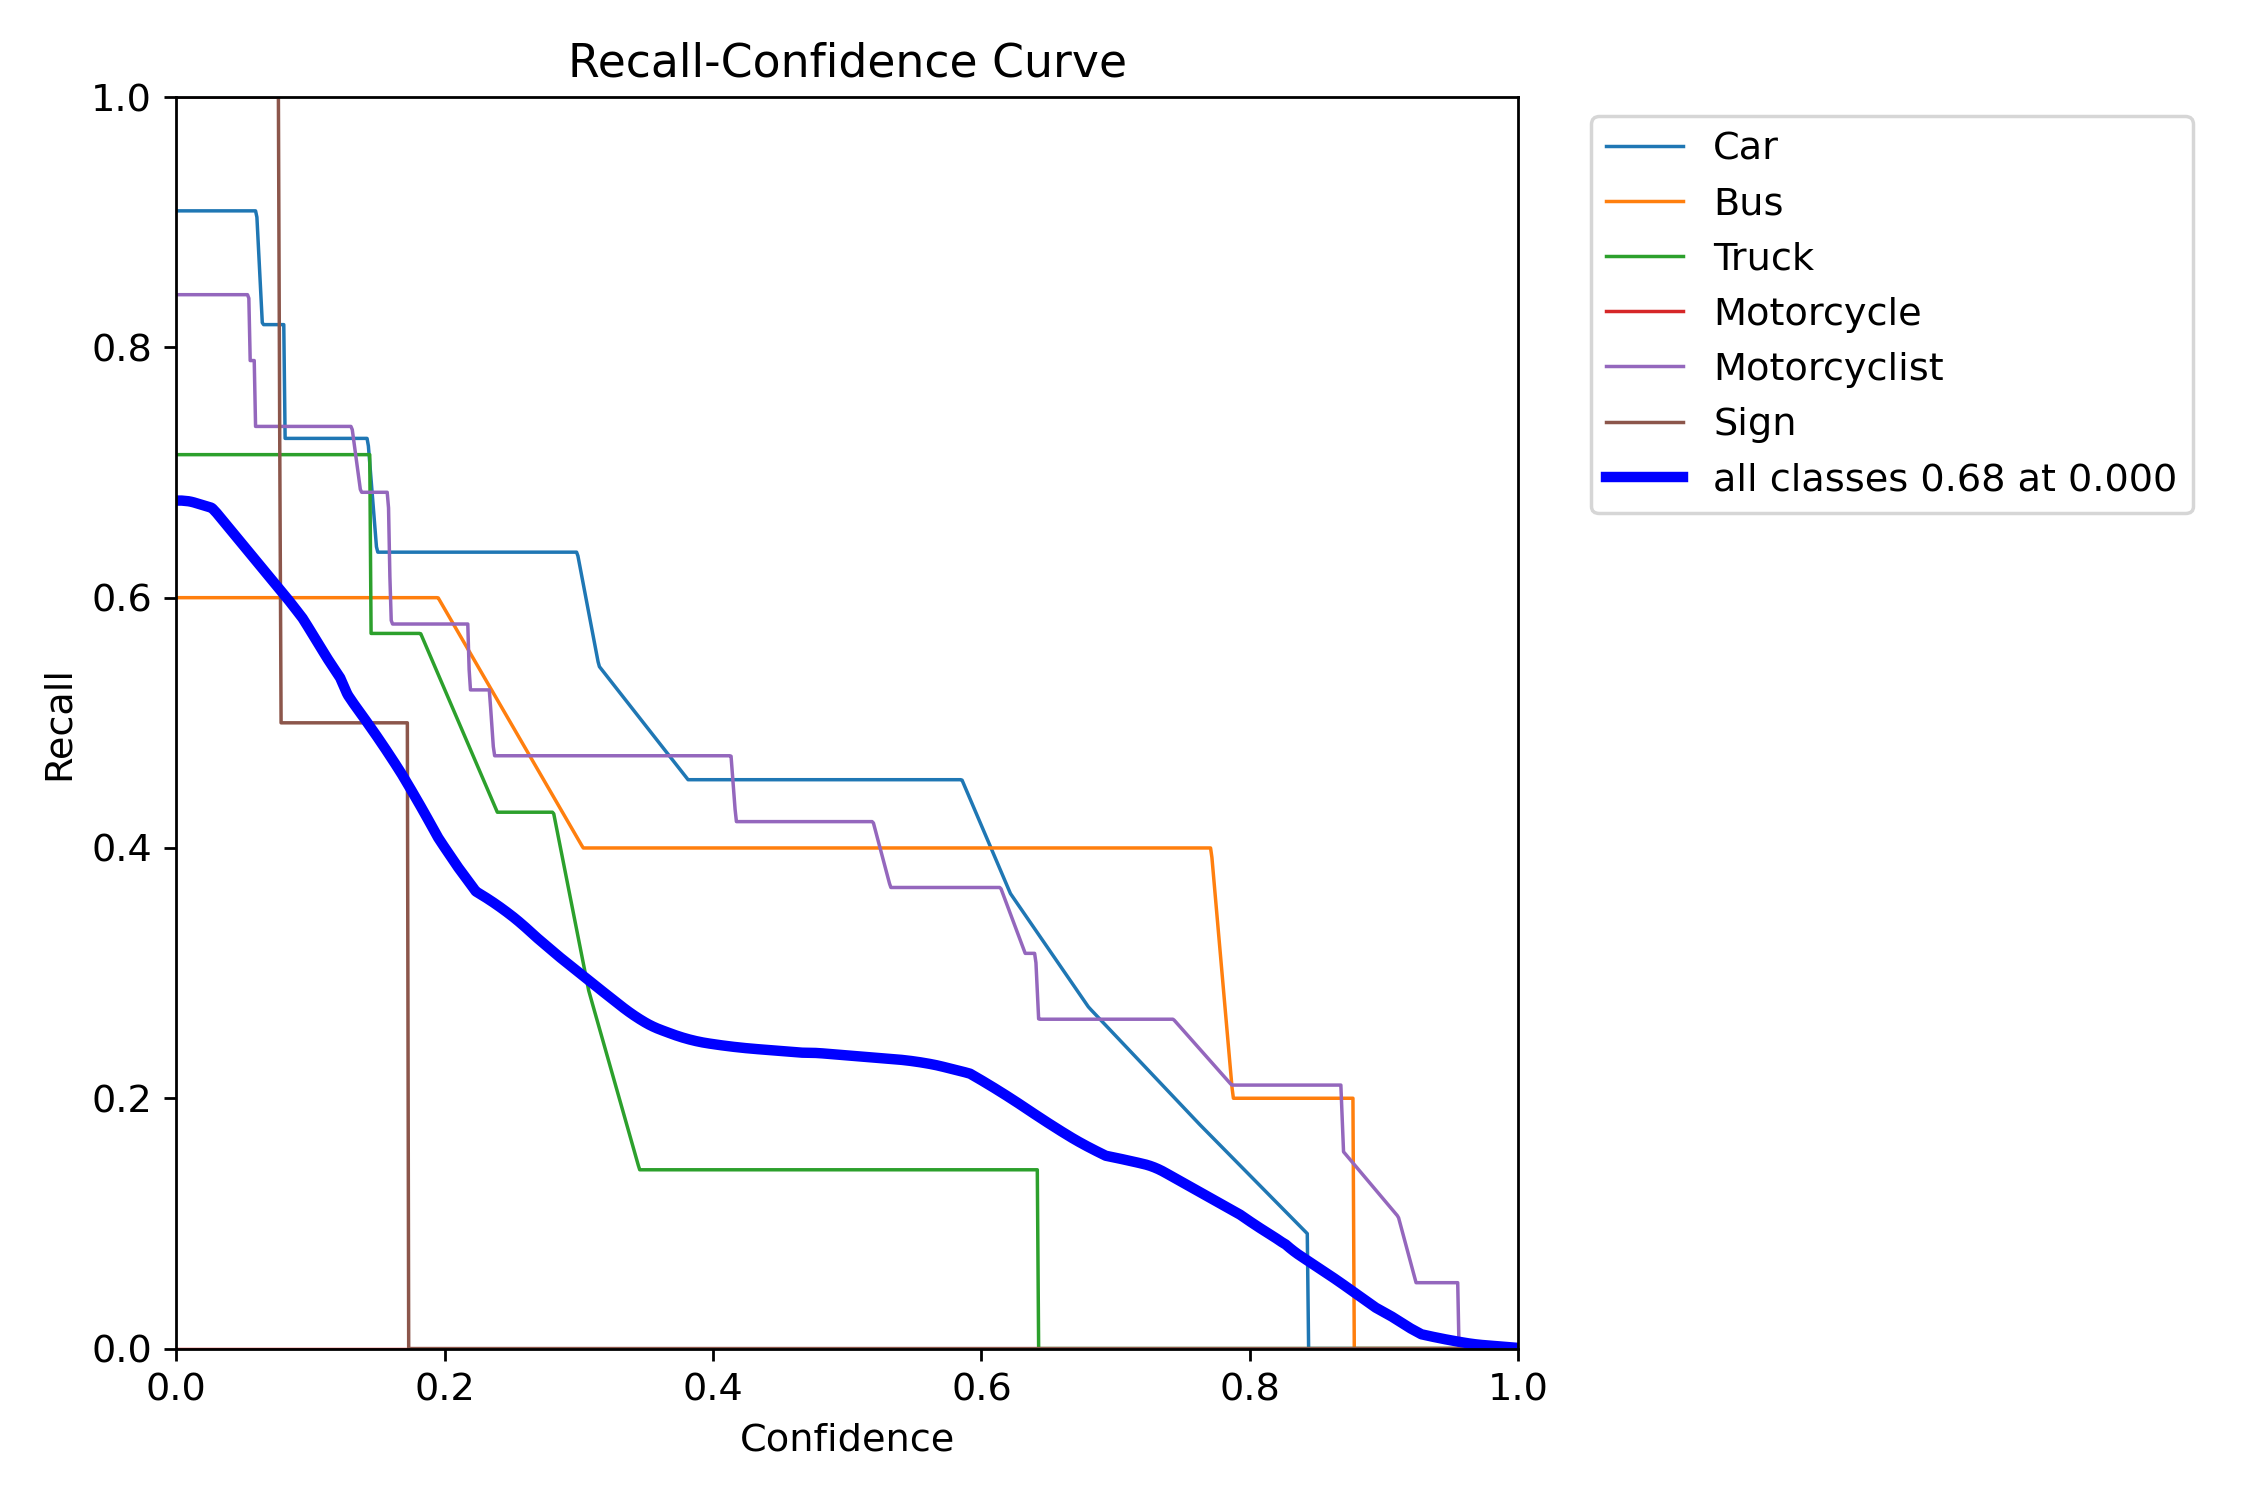 Recall-Confidence Curve
1.0
0.8
0.6
0.4
0.2
0.0
Recall
0.0 0.2 0.4 0.6 0.8 1.0
Confidence
Car
Bus
Truck
Motorcycle
Motorcyclist
Sign
all classes 0.68 at 0.000